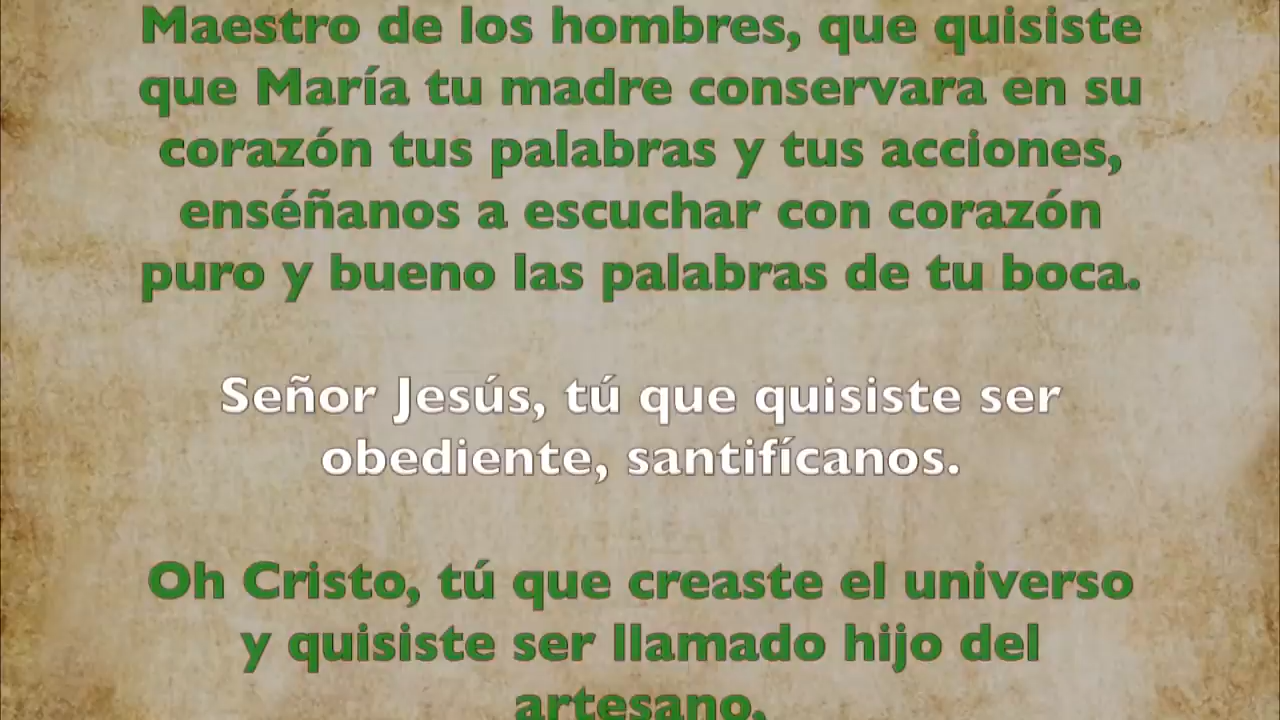 Maestro de los hombres, que quisiste
que María tu madre conservara en su
corazón tus palabras y tus acciones,
enséñanos a escuchar con corazón
puro y bueno las palabras de tu boca.
Señor Jesús, tú que quisiste ser
obediente, santifícanos.
Oh Cristo, tú que creaste el universo
y quisiste ser llamado hijo del
artesano,